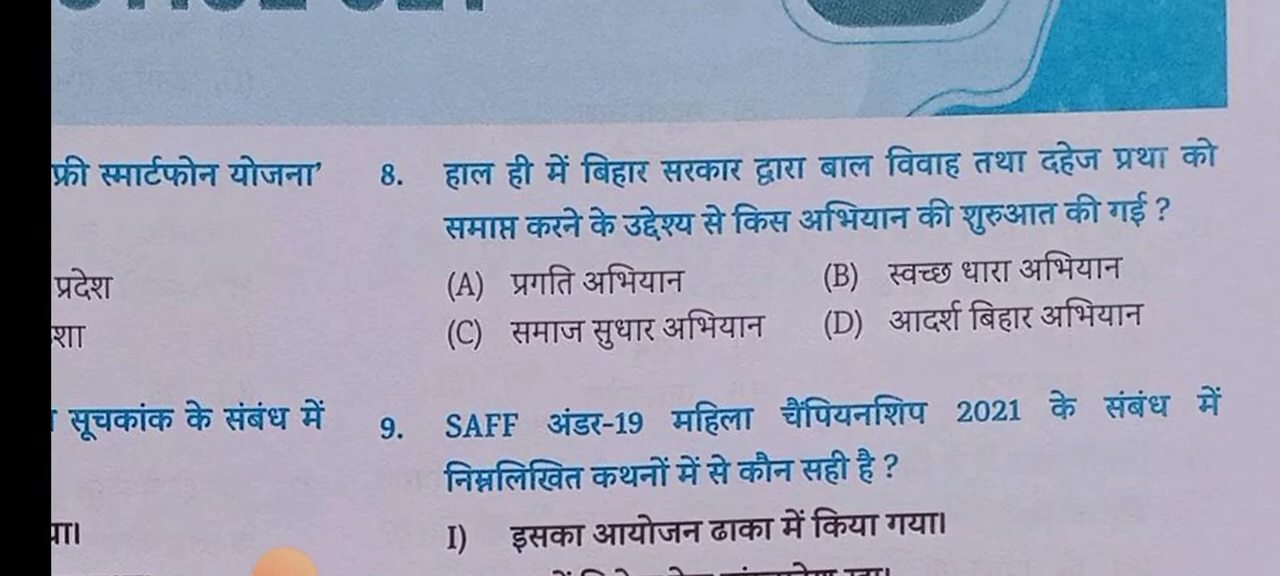 फ्री स्मार्टफोन योजना'
प्रदेश
सूचकांक के संबंध में
8. हाल ही में बिहार सरकार द्वारा बाल विवाह तथा दहेज प्रथा को
समाप्त करने के उद्देश्य से किस अभियान की शुरुआत की गई ?
(A) प्रगति अभियान (B) स्वच्छ धारा अभियान
(C) समाज सुधार अभियान (D) आदर्श बिहार अभियान
9. SAFF अंडर-19 महिला चैंपियनशिप 2021 के संबंध में
निम्नलिखित कथनों में से कौन सही है ?
I) इसका आयोजन ढाका में किया गया।